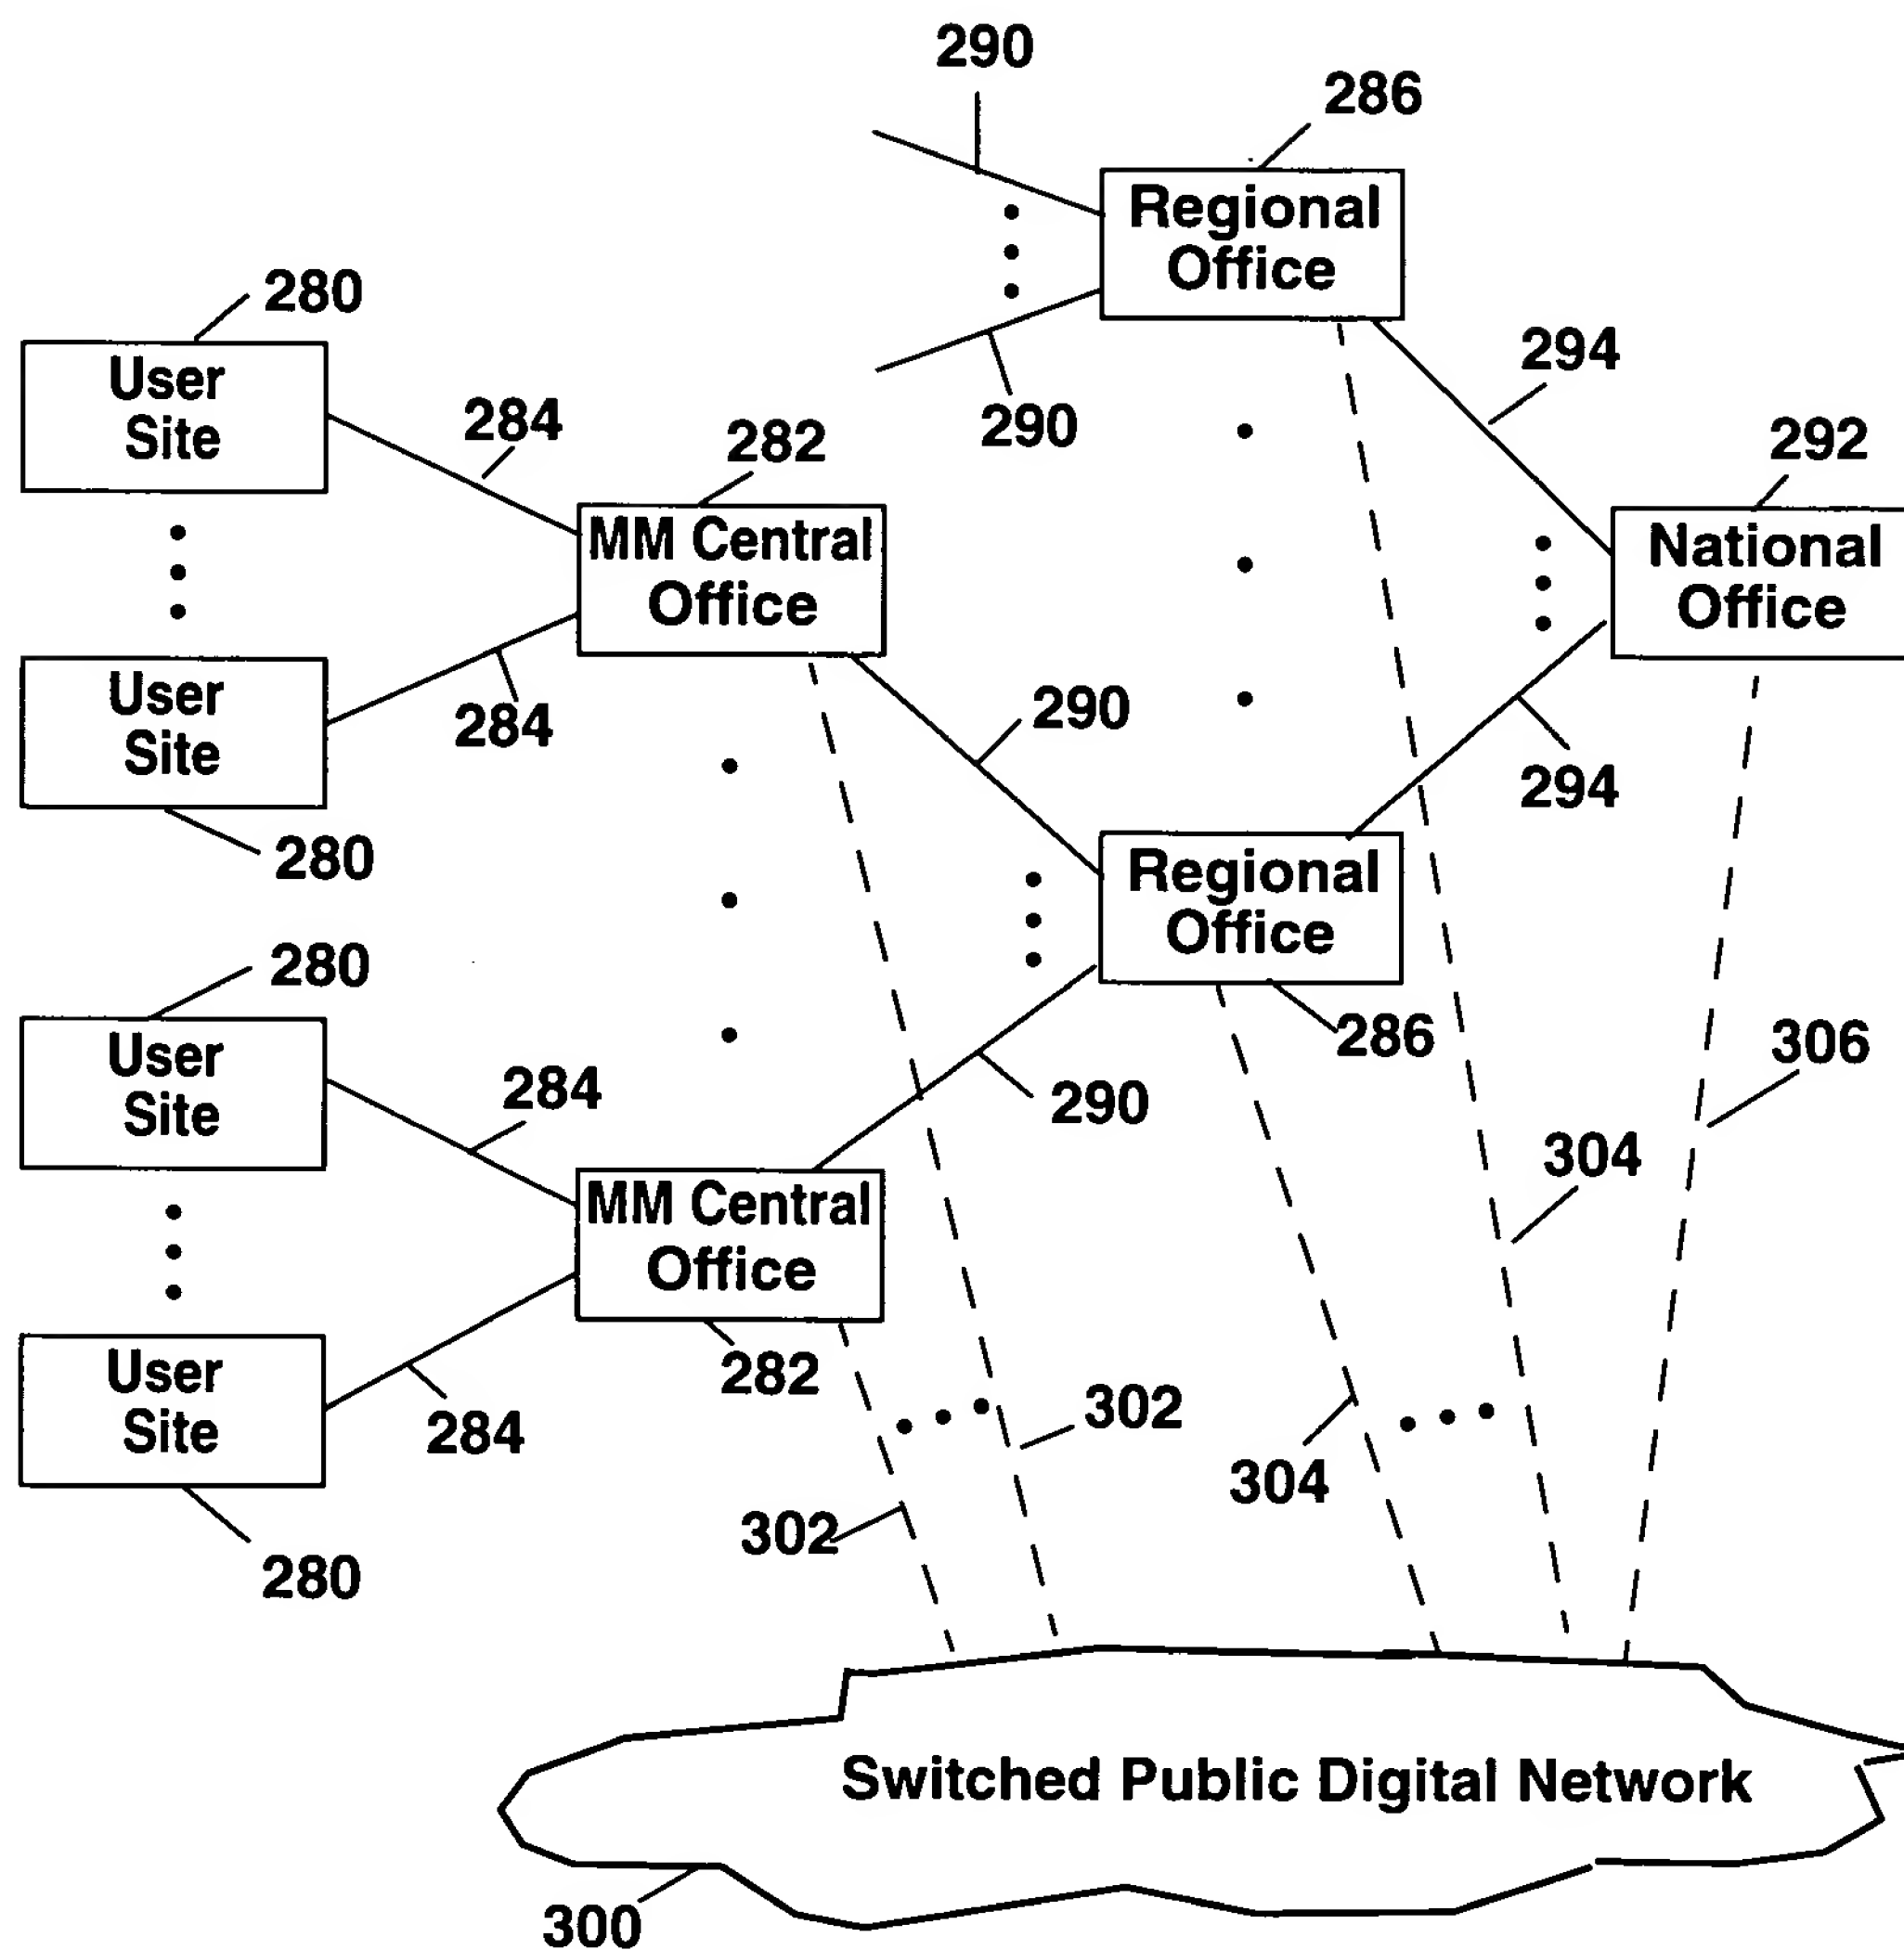 290
286
Regional
Office
280
User
Site
284
290
294
282
292
MM Central
Office
National
Office
User
Site
284
290
294
280
Regional
Office
280
286
306
User
Site
284
290
304
MM Central
Office
282
User
Site
284
302
304
302
280
Switched Public Digital Network
300